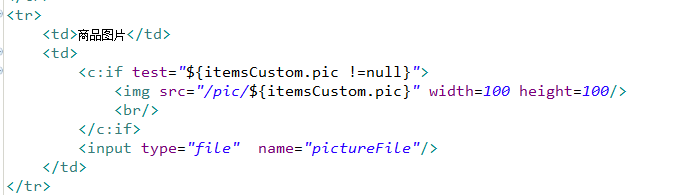 <tr>
<td>商品图片</td>
<td>
<c:if test="${itemsCustom.pic !=null}">
<img src="/pic/${itemsCustom.pic}" width=100 height=100/>
<br/>
</c:if>
<input type="file"  name="pictureFile"/>
</td>
</tr>